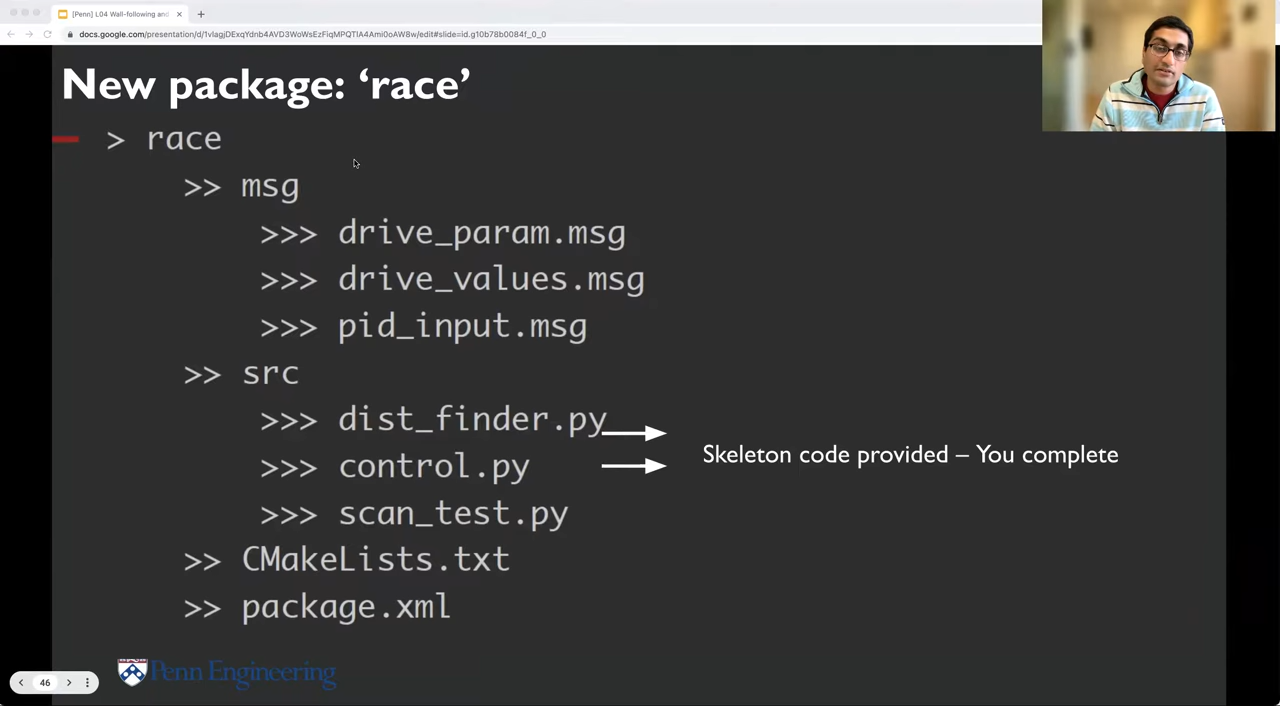 [Penn] L04 Wall-following and
docs.google.com/presentation/d/1vlagjDExqYdnb4AVD3WoWsEzFiqMPQTlA4Ami0oAW8w/edit#slide=id.g10b78b0084f_0_0
New package: ‘race’
> race
>> msg
>>> drive_param.msg
>>> drive_values.msg
>>> pid_input.msg
>> src
>>> dist_finder.py
>>> control.py
Skeleton code provided – You complete
>>> scan_test.py
>> CMakeLists.txt
>> package.xml
Penn Engineering
46